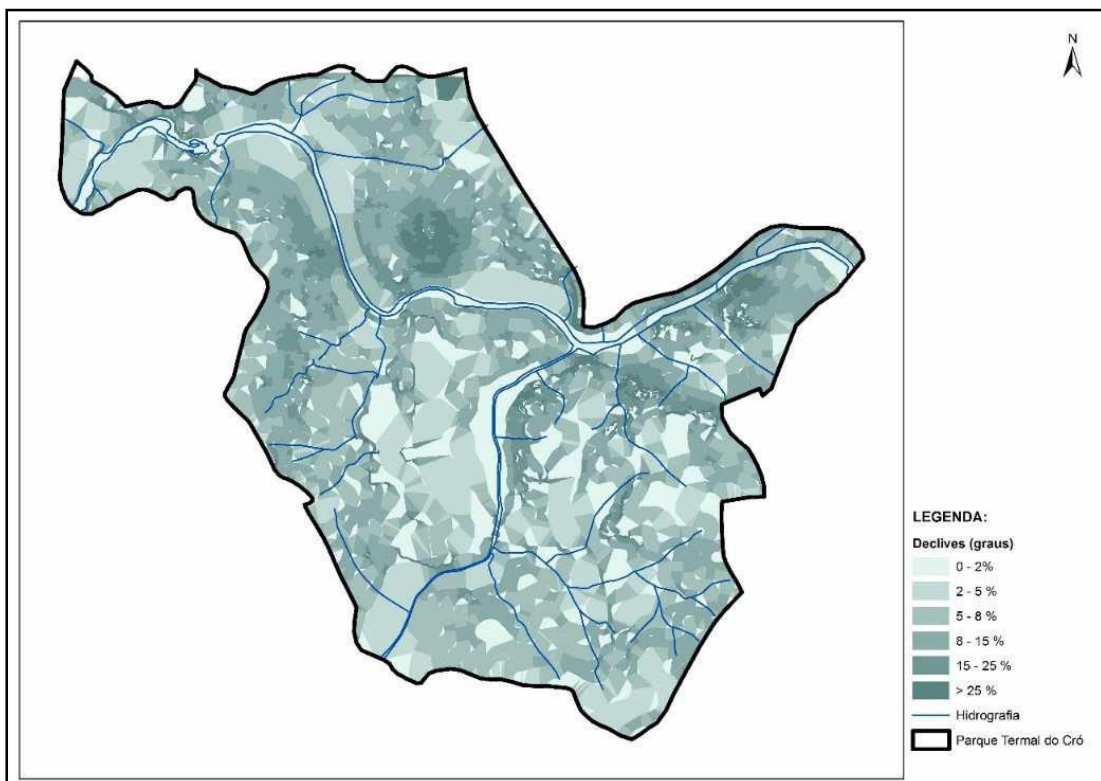 N
LEGENDA:
Declives (graus)
0 - 2%
2 - 5 %
5 - 8 %
8 - 15 %
15 - 25 %
> 25 %
Hidrografia
Parque Termal do Cró